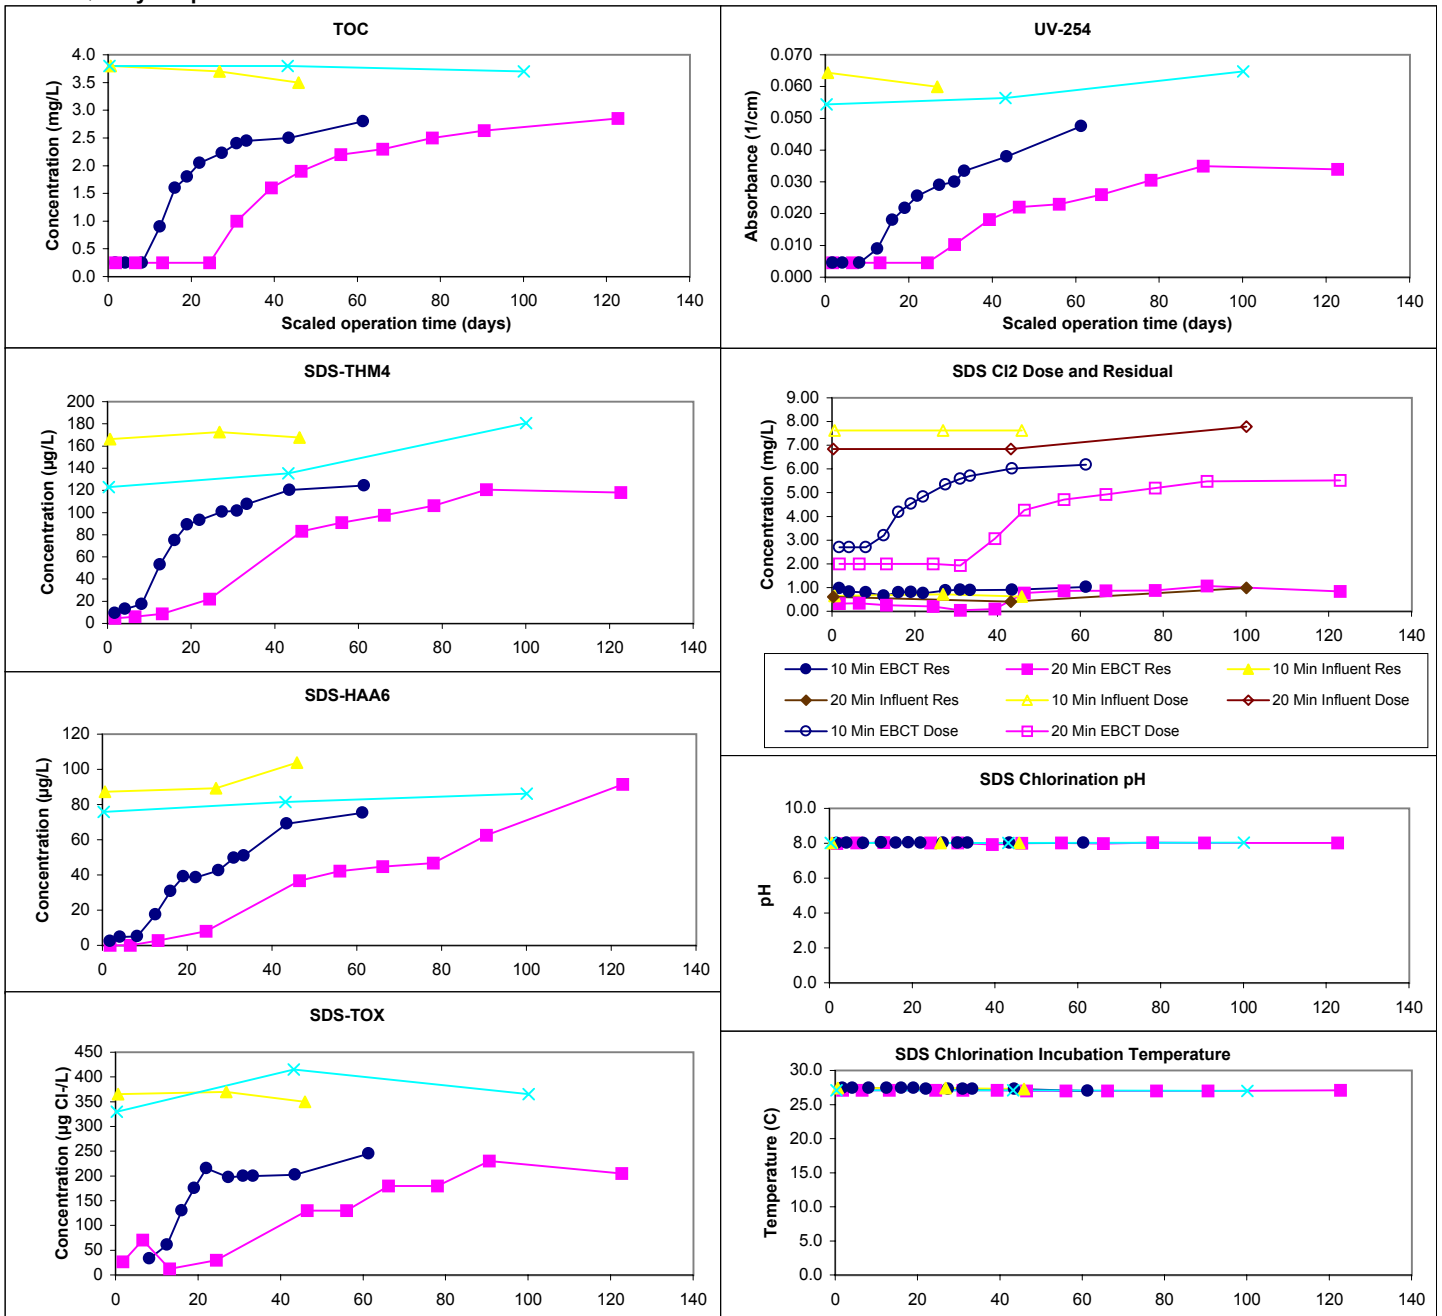 TOC
Concentration (mg/L)
4.0
3.5
3.0
2.5
2.0
1.5
1.0
0.5
0.0
0 20 40 60 80 100 120 140
Scaled operation time (days)
UV-254
Absorbance (1/cm)
0.070
0.060
0.050
0.040
0.030
0.020
0.010
0.000
0 20 40 60 80 100 120 140
Scaled operation time (days)
SDS-THM4
Concentration (µg/L)
200
180
160
140
120
100
80
60
40
20
0
0 20 40 60 80 100 120 140
SDS Cl2 Dose and Residual
Concentration (mg/L)
9.00
8.00
7.00
6.00
5.00
4.00
3.00
2.00
1.00
0.00
0 20 40 60 80 100 120 140
10 Min EBCT Res 20 Min EBCT Res 10 Min Influent Res
20 Min Influent Res 10 Min Influent Dose 20 Min Influent Dose
10 Min EBCT Dose 20 Min EBCT Dose
SDS-HAA6
Concentration (µg/L)
120
100
80
60
40
20
0
0 20 40 60 80 100 120 140
SDS Chlorination pH
pH
10.0
8.0
6.0
4.0
2.0
0.0
0 20 40 60 80 100 120 140
SDS-TOX
Concentration (µg Cl-/L)
450
400
350
300
250
200
150
100
50
0
0 20 40 60 80 100 120 140
SDS Chlorination Incubation Temperature
Temperature (C)
30.0
25.0
20.0
15.0
10.0
5.0
0.0
0 20 40 60 80 100 120 140